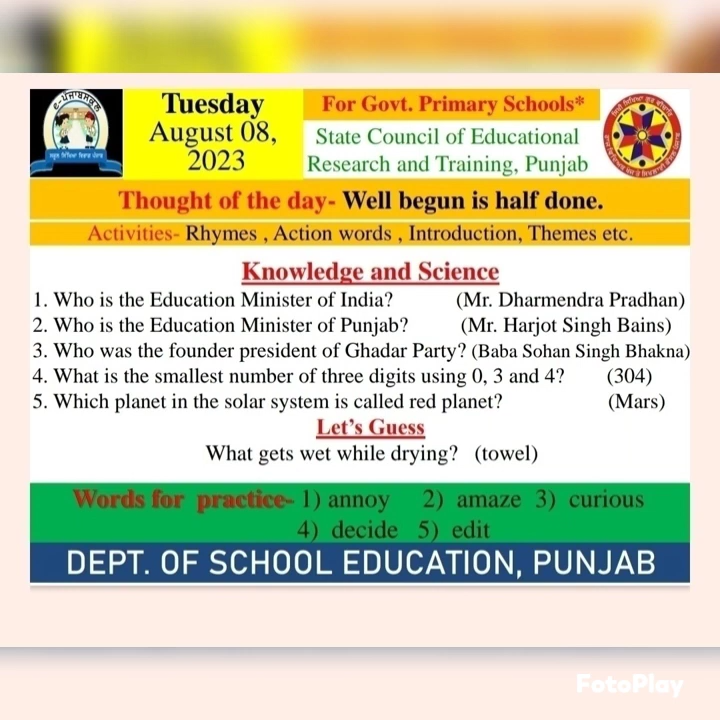 ਈ-ਪੰਜਾਬਸਕੂਲ
Tuesday
August 08,
2023
For Govt. Primary Schools*
State Council of Educational
Research and Training, Punjab
Thought of the day- Well begun is half done.
Activities- Rhymes , Action words , Introduction, Themes etc.
Knowledge and Science
1. Who is the Education Minister of India? (Mr. Dharmendra Pradhan)
2. Who is the Education Minister of Punjab? (Mr. Harjot Singh Bains)
3. Who was the founder president of Ghadar Party? (Baba Sohan Singh Bhakna)
4. What is the smallest number of three digits using 0, 3 and 4? (304)
5. Which planet in the solar system is called red planet? (Mars)
Let's Guess
What gets wet while drying? (towel)
Words for practice- 1) annoy 2) amaze 3) curious
4) decide 5) edit
DEPT. OF SCHOOL EDUCATION, PUNJAB
FotoPlay